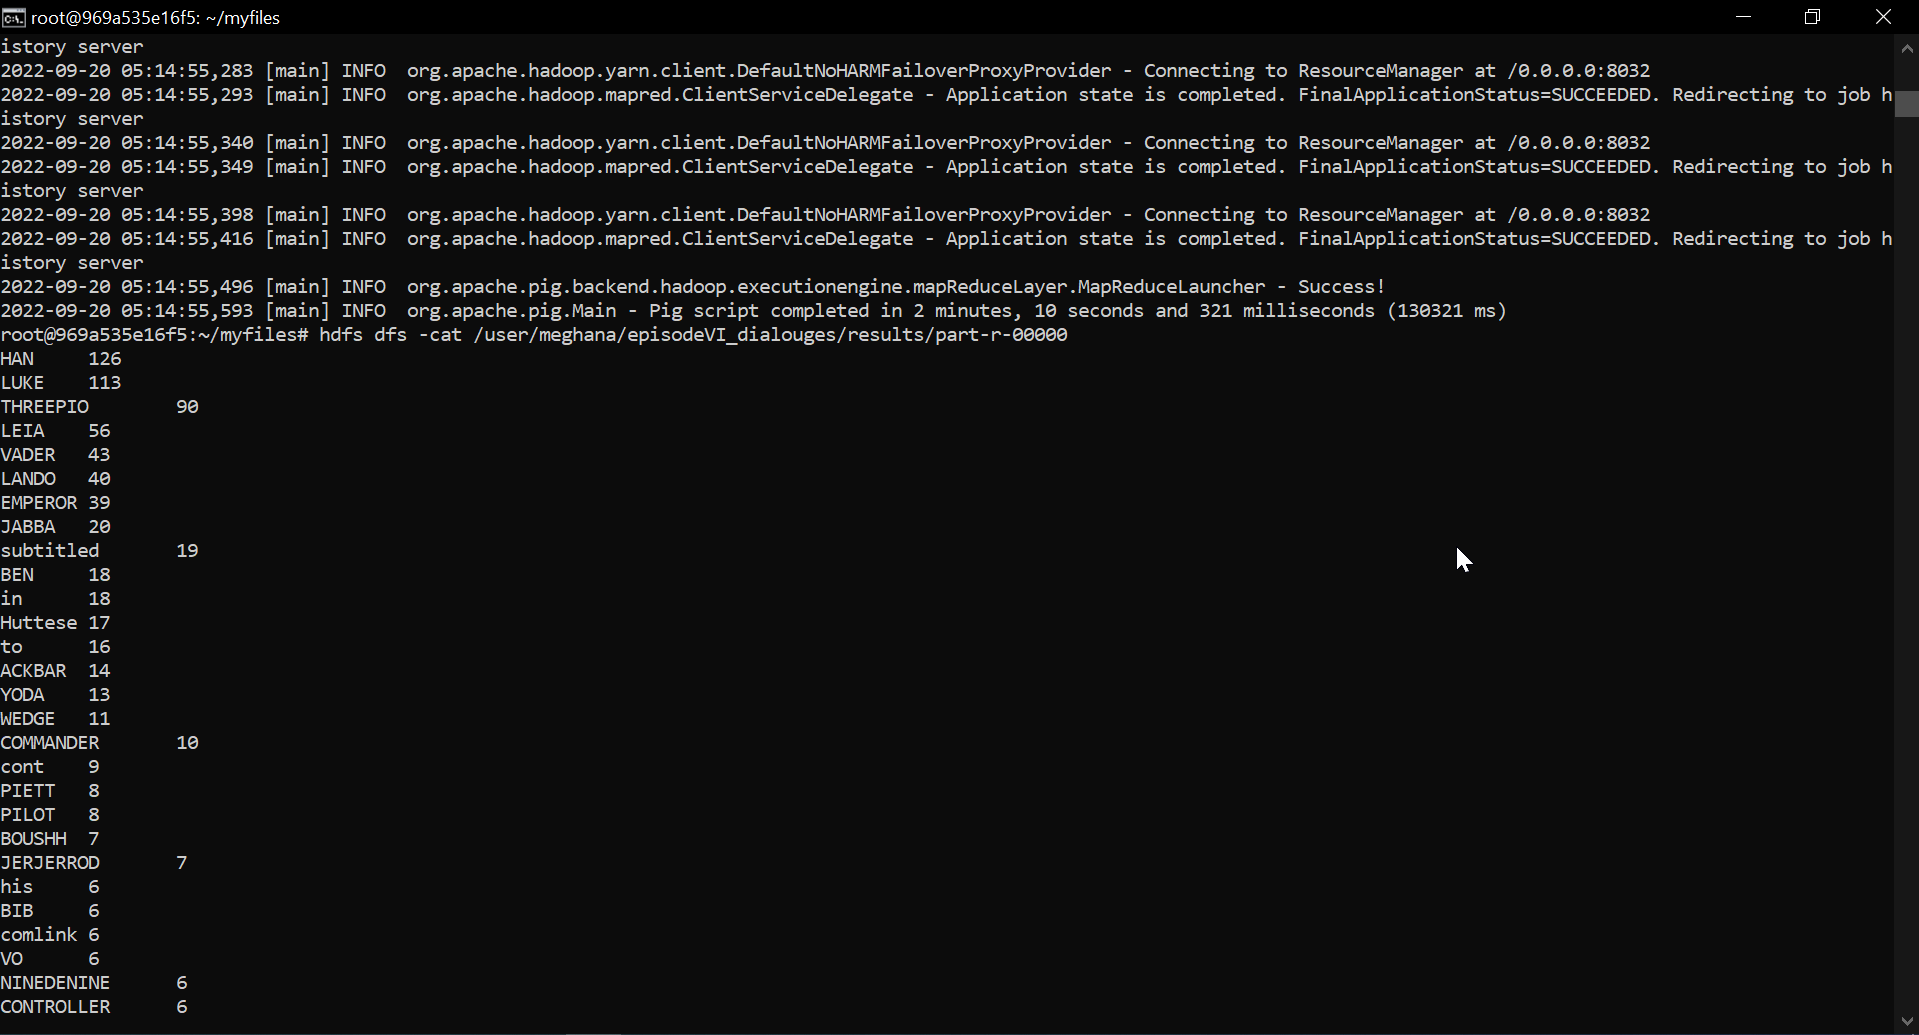 root@969a535e16f5: ~/myfiles
istory server
2022-09-20 05:14:55,283 [main] INFO  org.apache.hadoop.yarn.client.DefaultNoHARMFailoverProxyProvider - Connecting to ResourceManager at /0.0.0.0:8032
2022-09-20 05:14:55,293 [main] INFO  org.apache.hadoop.mapred.ClientServiceDelegate - Application state is completed. FinalApplicationStatus=SUCCEEDED. Redirecting to job h
istory server
2022-09-20 05:14:55,340 [main] INFO  org.apache.hadoop.yarn.client.DefaultNoHARMFailoverProxyProvider - Connecting to ResourceManager at /0.0.0.0:8032
2022-09-20 05:14:55,349 [main] INFO  org.apache.hadoop.mapred.ClientServiceDelegate - Application state is completed. FinalApplicationStatus=SUCCEEDED. Redirecting to job h
istory server
2022-09-20 05:14:55,398 [main] INFO  org.apache.hadoop.yarn.client.DefaultNoHARMFailoverProxyProvider - Connecting to ResourceManager at /0.0.0.0:8032
2022-09-20 05:14:55,416 [main] INFO  org.apache.hadoop.mapred.ClientServiceDelegate - Application state is completed. FinalApplicationStatus=SUCCEEDED. Redirecting to job h
istory server
2022-09-20 05:14:55,496 [main] INFO  org.apache.pig.backend.hadoop.executionengine.mapReduceLayer.MapReduceLauncher - Success!
2022-09-20 05:14:55,593 [main] INFO  org.apache.pig.Main - Pig script completed in 2 minutes, 10 seconds and 321 milliseconds (130321 ms)
root@969a535e16f5:~/myfiles# hdfs dfs -cat /user/meghana/episodeVI_dialouges/results/part-r-00000
HAN     126
LUKE    113
THREEPIO        90
LEIA    56
VADER   43
LANDO   40
EMPEROR 39
JABBA   20
subtitled       19
BEN     18
in      18
Huttese 17
to      16
ACKBAR  14
YODA    13
WEDGE   11
COMMANDER       10
cont    9
PIETT   8
PILOT   8
BOUSHH  7
JERJERROD       7
his     6
BIB     6
comlink 6
VO      6
NINEDENINE      6
CONTROLLER      6